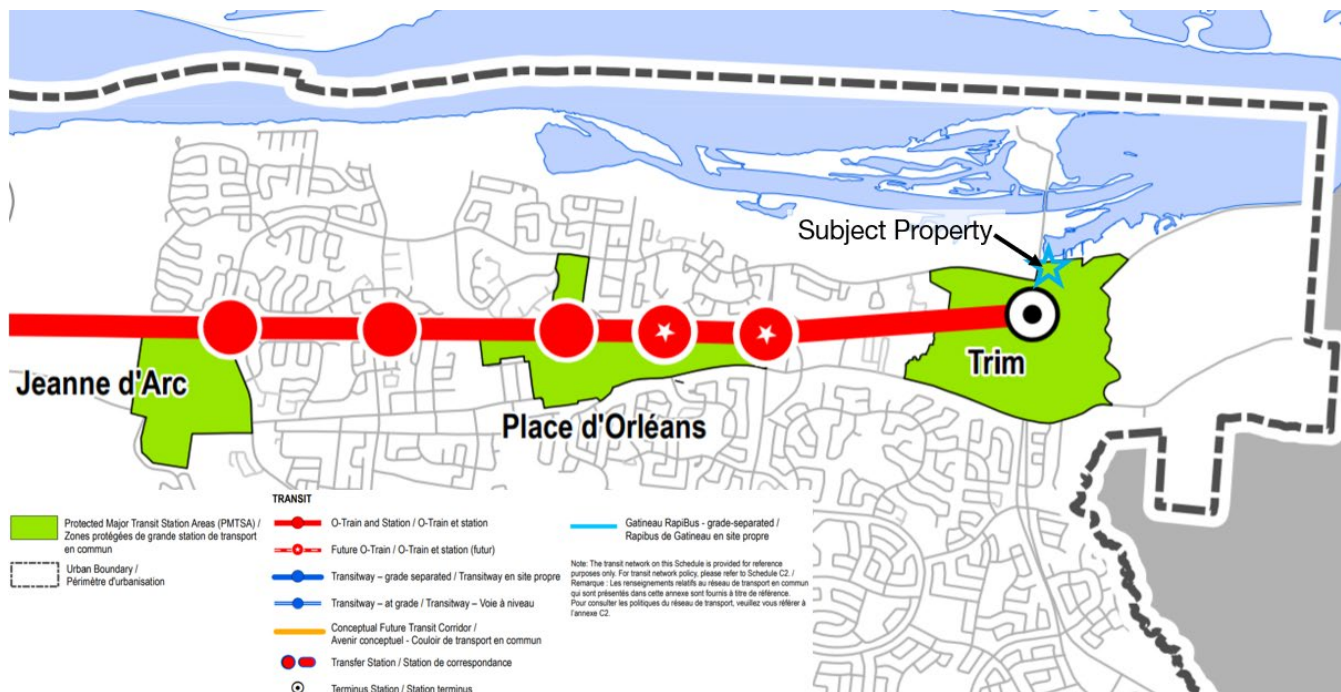 Subject Property
Trim
Jeanne d'Arc
Place d'Orléans
Protected Major Transit Station Areas (PMTSA) /
Zones protégées de grande station de transport
en commun
Urban Boundary /
Périmètre d'urbanisation
TRANSIT
O-Train and Station / O-Train et station
Future O-Train / O-Train et station (futur)
Transitway – grade separated / Transitway en site propre
Transitway – at grade / Transitway – Voie à niveau
Conceptual Future Transit Corridor /
Avenir conceptuel - Couloir de transport en commun
Transfer Station / Station de correspondance
Terminus Station / Station terminus
Gatineau RapiBus - grade-separated /
Rapibus de Gatineau en site propre
Note: The transit network on this Schedule is provided for reference
purposes only. For transit network policy, please refer to Schedule C2. /
Remarque : Les renseignements relatifs au réseau de transport en commun
qui sont présentés dans cette annexe sont fournis à titre de référence.
Pour consulter les politiques du réseau de transport, veuillez vous référer à
l'annexe C2.